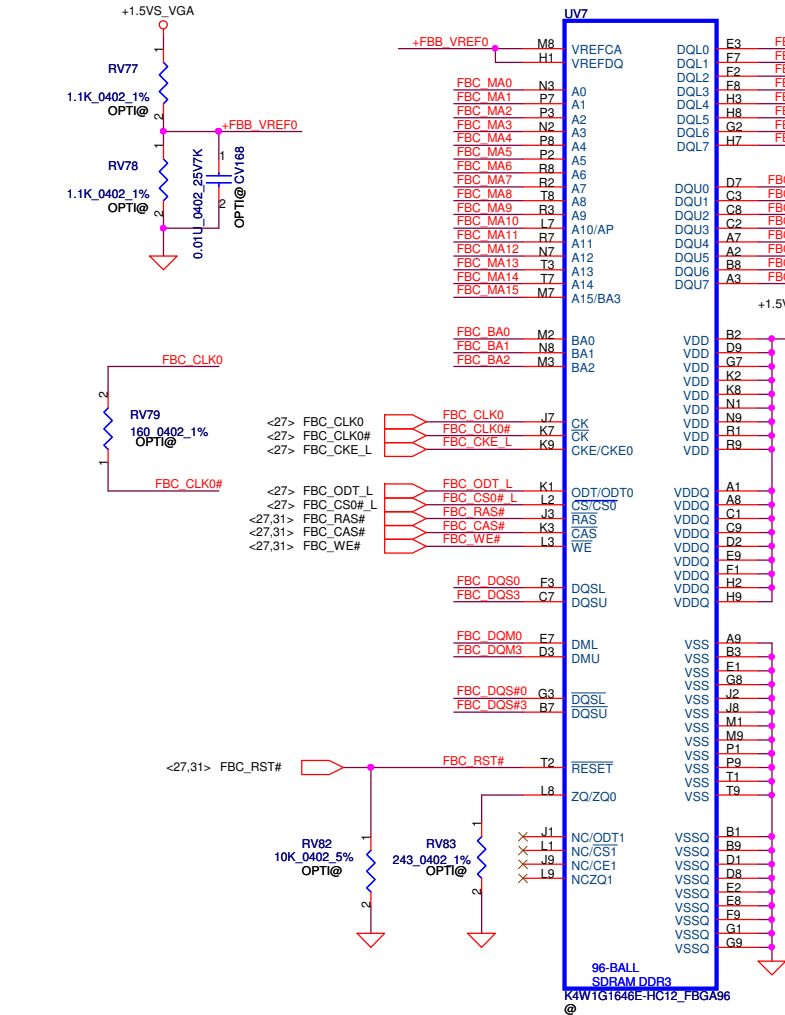 +1.5VS_VGA
1
RV77
1.1K_0402_1%
OPTI@
2
+FBB_VREF0
1
RV78
1.1K_0402_1%
OPTI@
2
1
2
0.01U_0402_25V7K
OPTI@ CV168
FBC_CLK0
2
RV79
160_0402_1%
OPTI@
1
FBC_CLK0#
UV7
+FBB_VREF0 M8 VREFCA
H1 VREFDQ
FBC_MA0 N3 A0
FBC_MA1 P7 A1
FBC_MA2 P3 A2
FBC_MA3 N2 A3
FBC_MA4 P8 A4
FBC_MA5 P2 A5
FBC_MA6 R8 A6
FBC_MA7 R2 A7
FBC_MA8 T8 A8
FBC_MA9 R3 A9
FBC_MA10 L7 A10/AP
FBC_MA11 R7 A11
FBC_MA12 N7 A12
FBC_MA13 T3 A13
FBC_MA14 T7 A14
FBC_MA15 M7 A15/BA3
FBC_BA0 M2 BA0
FBC_BA1 N8 BA1
FBC_BA2 M3 BA2
<27> FBC_CLK0 FBC_CLK0 J7 CK
<27> FBC_CLK0# FBC_CLK0# K7 CK
<27> FBC_CKE_L FBC_CKE_L K9 CKE/CKE0
<27> FBC_ODT_L FBC_ODT_L K1 ODT/ODT0
<27> FBC_CS0#_L FBC_CS0#_L L2 CS/CS0
<27,31> FBC_RAS# FBC_RAS# J3 RAS
<27,31> FBC_CAS# FBC_CAS# K3 CAS
<27,31> FBC_WE# FBC_WE# L3 WE
FBC_DQS0 F3 DQSL
FBC_DQS3 C7 DQSU
FBC_DQM0 E7 DML
FBC_DQM3 D3 DMU
FBC_DQS#0 G3 DQSL
FBC_DQS#3 B7 DQSU
<27,31> FBC_RST# FBC_RST# T2 RESET
L8 ZQ/ZQ0
1
RV82
10K_0402_5%
OPTI@
2
1
RV83
243_0402_1%
OPTI@
2
J1 NC/ODT1
L1 NC/CS1
J9 NC/CE1
L9 NCZQ1
DQL0 E3
DQL1 F7
DQL2 F2
DQL3 F8
DQL4 H3
DQL5 H8
DQL6 G2
DQL7 H7
DQU0 D7
DQU1 C3
DQU2 C8
DQU3 C2
DQU4 A7
DQU5 A2
DQU6 B8
DQU7 A3
VDD B2
VDD D9
VDD G7
VDD K2
VDD K8
VDD N1
VDD N9
VDD R1
VDD R9
VDDQ A1
VDDQ A8
VDDQ C1
VDDQ C9
VDDQ D2
VDDQ E9
VDDQ F1
VDDQ H2
VDDQ H9
VSS A9
VSS B3
VSS E1
VSS G8
VSS J2
VSS J8
VSS M1
VSS M9
VSS P1
VSS P9
VSS T1
VSS T9
VSSQ B1
VSSQ B9
VSSQ D1
VSSQ D8
VSSQ E2
VSSQ E8
VSSQ F9
VSSQ G1
VSSQ G9
96-BALL
SDRAM DDR3
K4W1G1646E-HC12_FBGA96
@